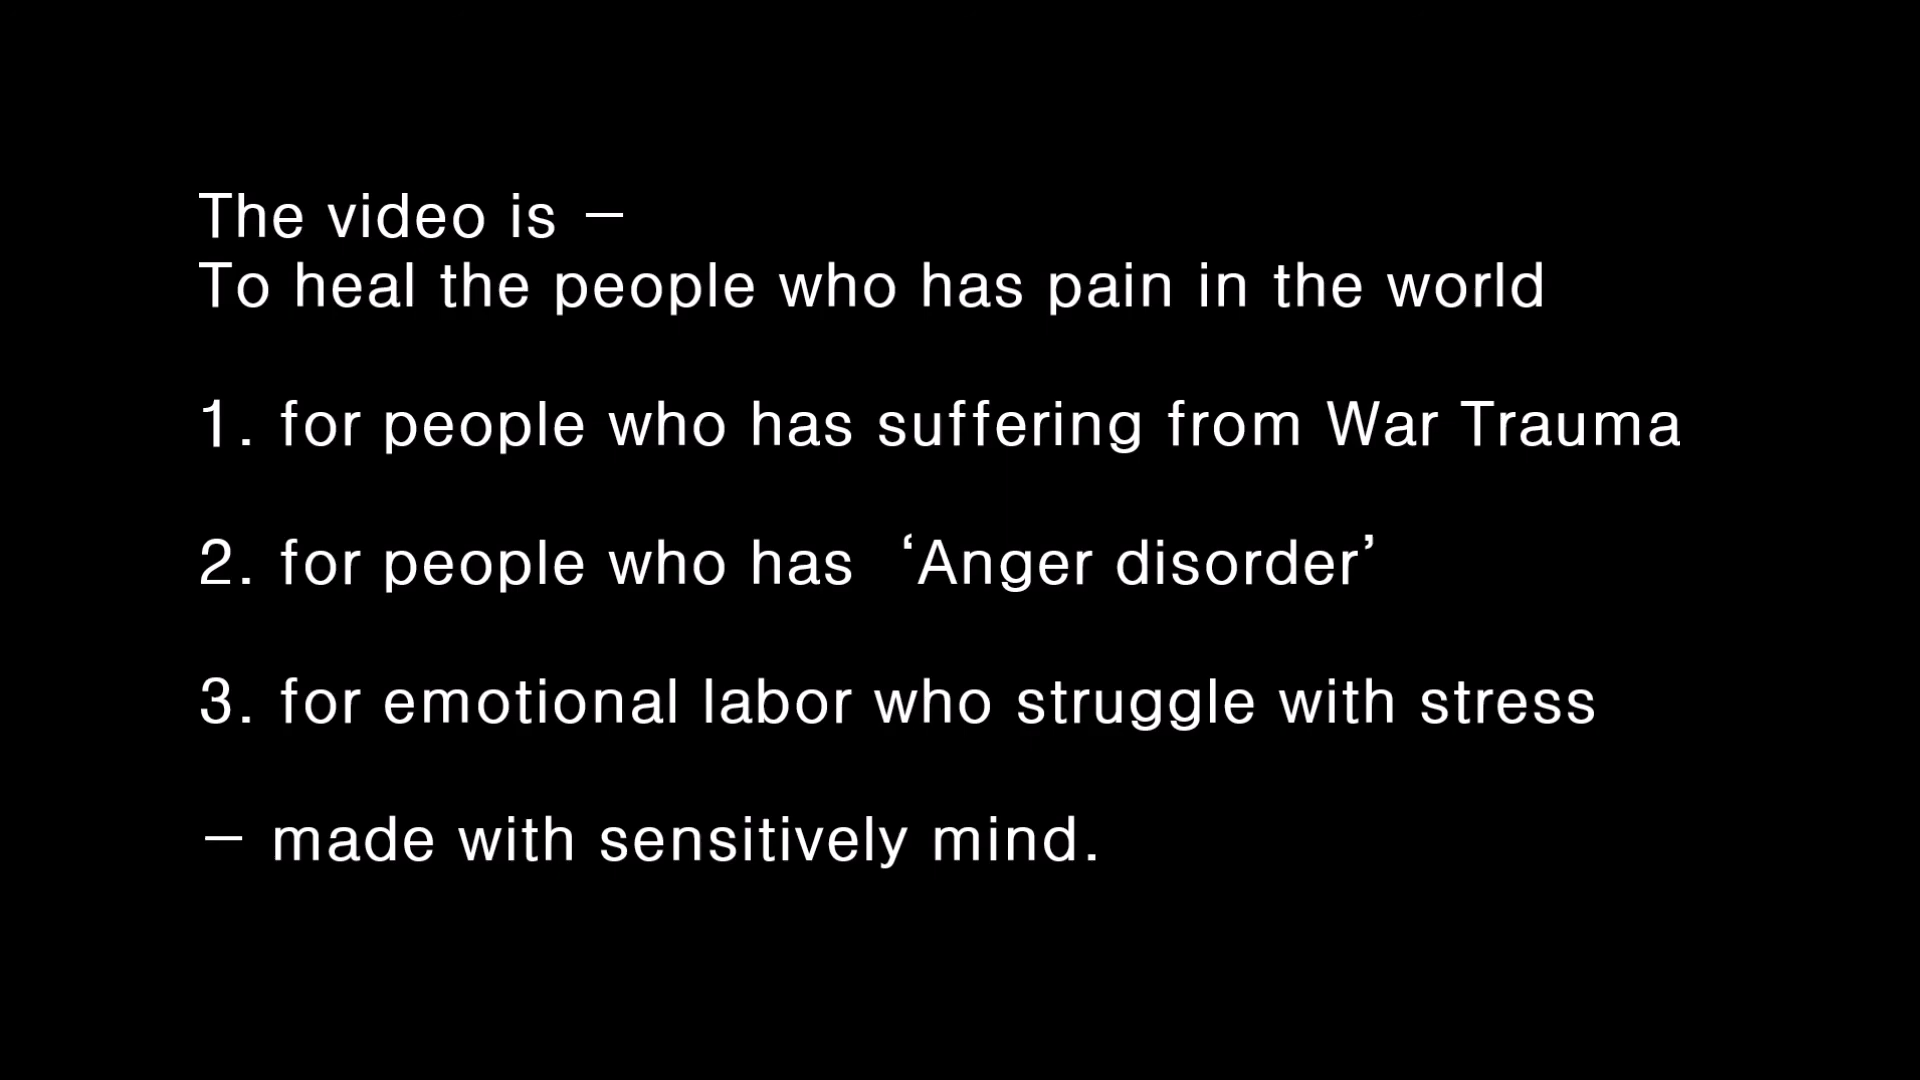 The video is –
To heal the people who has pain in the world
1. for people who has suffering from War Trauma
2. for people who has ‘Anger disorder’
3. for emotional labor who struggle with stress
– made with sensitively mind.